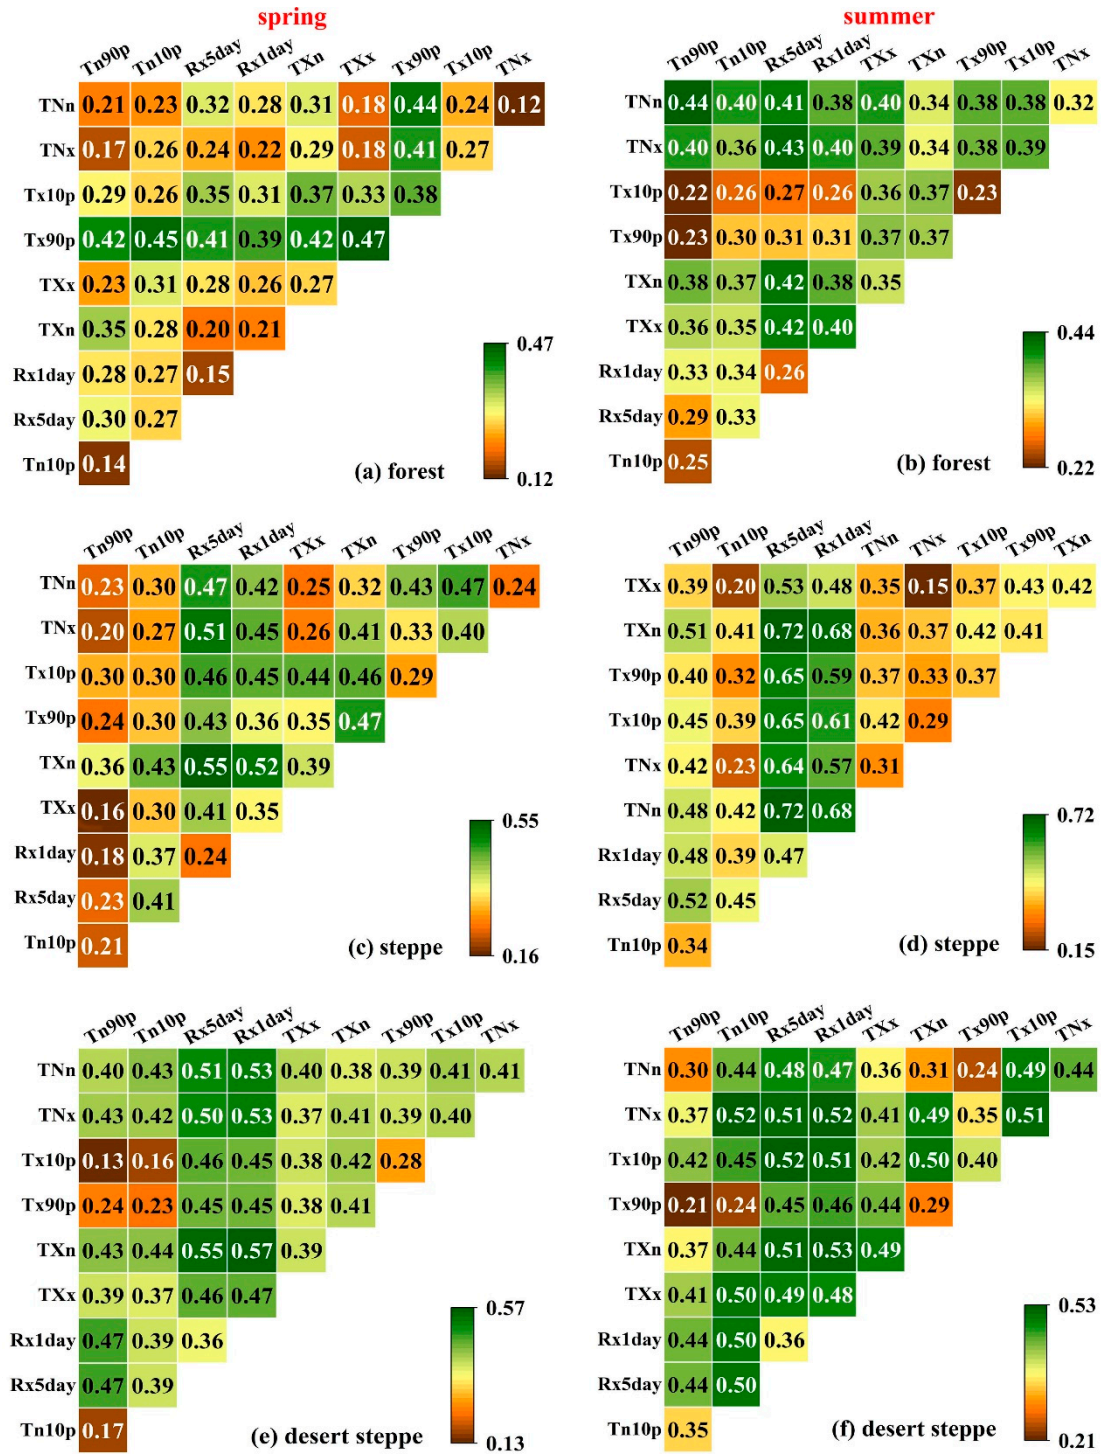 spring
summer
Tn90p Tn10p Rx5day Rx1day TXn TXx Tx90p Tx10p TNx
TNn 0.21 0.23 0.32 0.28 0.31 0.18 0.44 0.24 0.12
TNx 0.17 0.26 0.24 0.22 0.29 0.18 0.41 0.27
Tx10p 0.29 0.26 0.35 0.31 0.37 0.33 0.38
Tx90p 0.42 0.45 0.41 0.39 0.42 0.47
TXx 0.23 0.31 0.28 0.26 0.27
TXn 0.35 0.28 0.20 0.21
Rx1day 0.28 0.27 0.15
Rx5day 0.30 0.27
Tn10p 0.14
(a) forest
0.47
0.12
Tn90p Tn10p Rx5day Rx1day TXx TXn Tx90p Tx10p TNx
TNn 0.44 0.40 0.41 0.38 0.40 0.34 0.38 0.38 0.32
TNx 0.40 0.36 0.43 0.40 0.39 0.34 0.38 0.39
Tx10p 0.22 0.26 0.27 0.26 0.36 0.37 0.23
Tx90p 0.23 0.30 0.31 0.31 0.37 0.37
TXn 0.38 0.37 0.42 0.38 0.35
TXx 0.36 0.35 0.42 0.40
Rx1day 0.33 0.34 0.26
Rx5day 0.29 0.33
Tn10p 0.25
(b) forest
0.44
0.22
Tn90p Tn10p Rx5day Rx1day TXx TXn Tx90p Tx10p TNx
TNn 0.23 0.30 0.47 0.42 0.25 0.32 0.43 0.47 0.24
TNx 0.20 0.27 0.51 0.45 0.26 0.41 0.33 0.40
Tx10p 0.30 0.30 0.46 0.45 0.44 0.46 0.29
Tx90p 0.24 0.30 0.43 0.36 0.35 0.47
TXn 0.36 0.43 0.55 0.52 0.39
TXx 0.16 0.30 0.41 0.35
Rx1day 0.18 0.37 0.24
Rx5day 0.23 0.41
Tn10p 0.21
(c) steppe
0.55
0.16
Tn90p Tn10p Rx5day Rx1day TNn TNx Tx10p Tx90p TXn
TXx 0.39 0.20 0.53 0.48 0.35 0.15 0.37 0.43 0.42
TXn 0.51 0.41 0.72 0.68 0.36 0.37 0.42 0.41
Tx90p 0.40 0.32 0.65 0.59 0.37 0.33 0.37
Tx10p 0.45 0.39 0.65 0.61 0.42 0.29
TNx 0.42 0.23 0.64 0.57 0.31
TNn 0.48 0.42 0.72 0.68
Rx1day 0.48 0.39 0.47
Rx5day 0.52 0.45
Tn10p 0.34
(d) steppe
0.72
0.15
Tn90p Tn10p Rx5day Rx1day TXx TXn Tx90p Tx10p TNx
TNn 0.40 0.43 0.51 0.53 0.40 0.38 0.39 0.41 0.41
TNx 0.43 0.42 0.50 0.53 0.37 0.41 0.39 0.40
Tx10p 0.13 0.16 0.46 0.45 0.38 0.42 0.28
Tx90p 0.24 0.23 0.45 0.45 0.38 0.41
TXn 0.43 0.44 0.55 0.57 0.39
TXx 0.39 0.37 0.46 0.47
Rx1day 0.47 0.39 0.36
Rx5day 0.47 0.39
Tn10p 0.17
(e) desert steppe
0.57
0.13
Tn90p Tn10p Rx5day Rx1day TXx TXn Tx90p Tx10p TNx
TNn 0.30 0.44 0.48 0.47 0.36 0.31 0.24 0.49 0.44
TNx 0.37 0.52 0.51 0.52 0.41 0.49 0.35 0.51
Tx10p 0.42 0.45 0.52 0.51 0.42 0.50 0.40
Tx90p 0.21 0.24 0.45 0.46 0.44 0.29
TXn 0.37 0.44 0.51 0.53 0.49
TXx 0.41 0.50 0.49 0.48
Rx1day 0.44 0.50 0.36
Rx5day 0.44 0.50
Tn10p 0.35
(f) desert steppe
0.53
0.21